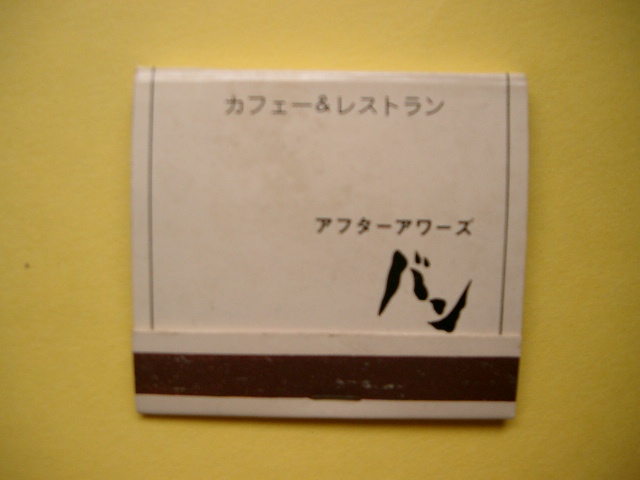 カフェー&レストラン
アフターアワーズ
バン